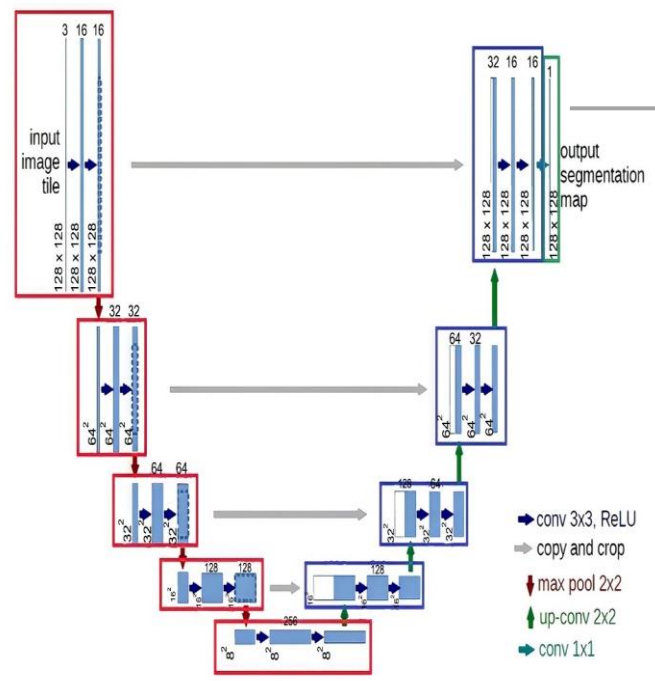 3 16 16
input
image
tile
128 × 128
128 × 128
128 × 128
32 16 16
1
output
segmentation
map
128 × 128
128 × 128
128 × 128
128 × 128
32 32
64²
64²
64²
64 32
64²
64²
64²
64 64
32²
32²
32²
128 64
32²
32²
32²
128 128
16²
16²
16²
128
16²
16²
256
8²
8²
8²
conv 3x3, ReLU
copy and crop
max pool 2x2
up-conv 2x2
conv 1x1